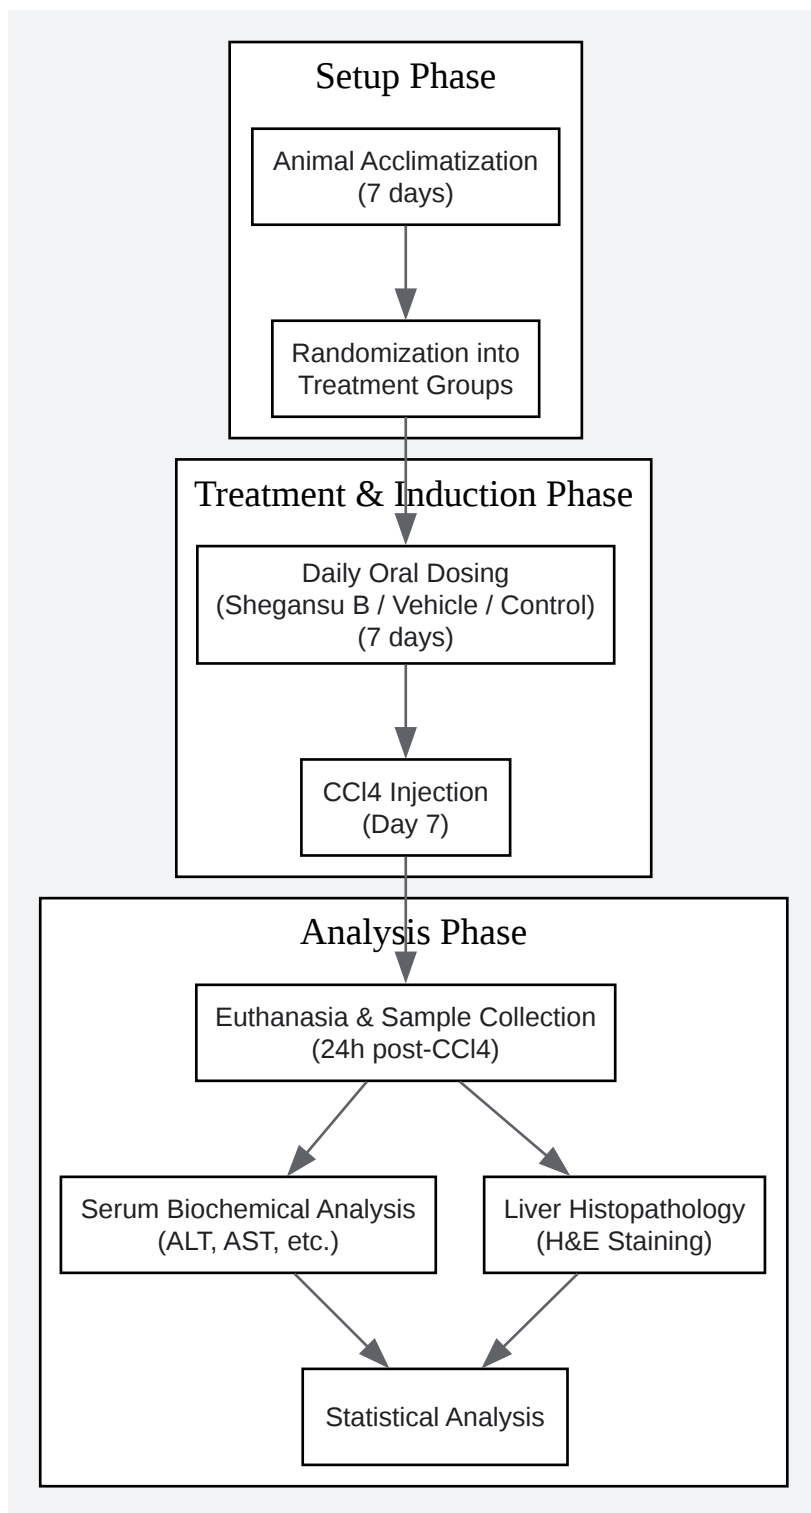 Setup Phase
Animal Acclimatization
(7 days)
Randomization into
Treatment Groups
Treatment & Induction Phase
Daily Oral Dosing
(Shegansu B / Vehicle / Control)
(7 days)
CCl4 Injection
(Day 7)
Analysis Phase
Euthanasia & Sample Collection
(24h post-CCl4)
Serum Biochemical Analysis
(ALT, AST, etc.)
Liver Histopathology
(H&E Staining)
Statistical Analysis